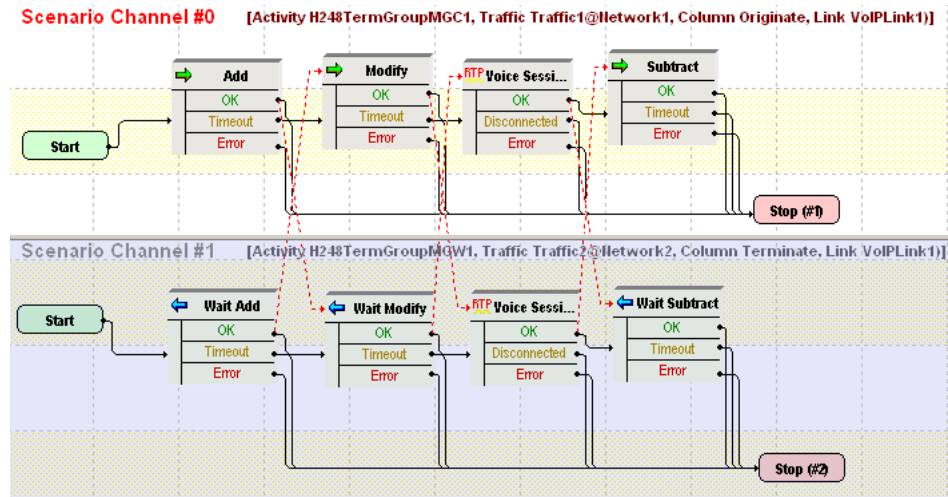 Scenario Channel #0 [Activity H248TermGroupMGC1, Traffic Traffic1@Network1, Column Originate, Link VoIPLink1)]
Start
Add
OK
Timeout
Error
Modify
OK
Timeout
Error
RTP Voice Sessi...
OK
Disconnected
Error
Subtract
OK
Timeout
Error
Stop (#1)
Scenario Channel #1 [Activity H248TermGroupMGW1, Traffic Traffic2@Network2, Column Terminate, Link VoIPLink1)]
Start
Wait Add
OK
Timeout
Error
Wait Modify
OK
Timeout
Error
RTP Voice Sessi...
OK
Disconnected
Error
Wait Subtract
OK
Timeout
Error
Stop (#2)